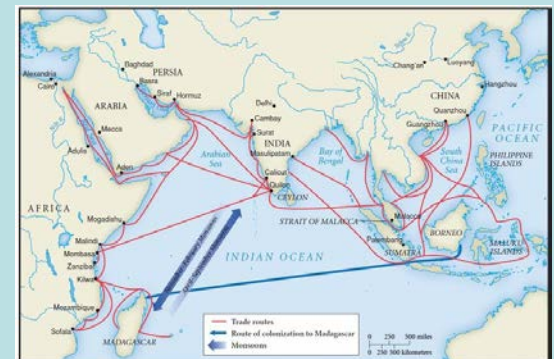 Alexandria
Cairo
Baghdad
PERSIA
Basra
Siraf
Hormuz
ARABIA
Mecca
Adulis
Aden
AFRICA
Mogadishu
Malindi
Mombasa
Zanzibar
Kilwa
Mozambique
Sofala
MADAGASCAR
Delhi
Cambay
Surat
INDIA
Masulipatam
Calicut
Quilon
CEYLON
Arabian
Sea
Bay of
Bengal
INDIAN OCEAN
Chang'an
Luoyang
Hangzhou
CHINA
Quanzhou
Guangzhou
PACIFIC
OCEAN
South
China
Sea
PHILIPPINE
ISLANDS
STRAIT OF MALACCA
Malacca
Palembang
SUMATRA
BORNEO
MALUKU
ISLANDS
Trade routes
Route of colonization to Madagascar
Monsoons
0 250 500 miles
0 250 500 kilometers